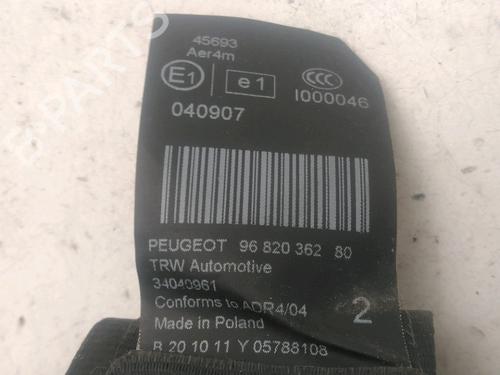 45693
Aer4m
E1 e1 CCC
I000046
040907
PEUGEOT 96 820 362 80
TRW Automotive
34040961
Conforms to ADR4/04
Made in Poland 2
B 20 10 11 Y 05788108
B-PARTS